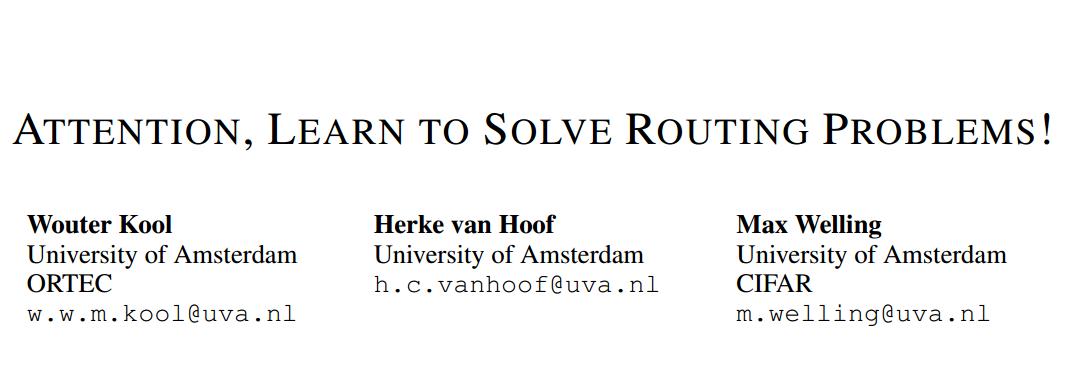 ATTENTION, LEARN TO SOLVE ROUTING PROBLEMS!
Wouter Kool
University of Amsterdam
ORTEC
w.w.m.kool@uva.nl
Herke van Hoof
University of Amsterdam
h.c.vanhoof@uva.nl
Max Welling
University of Amsterdam
CIFAR
m.welling@uva.nl